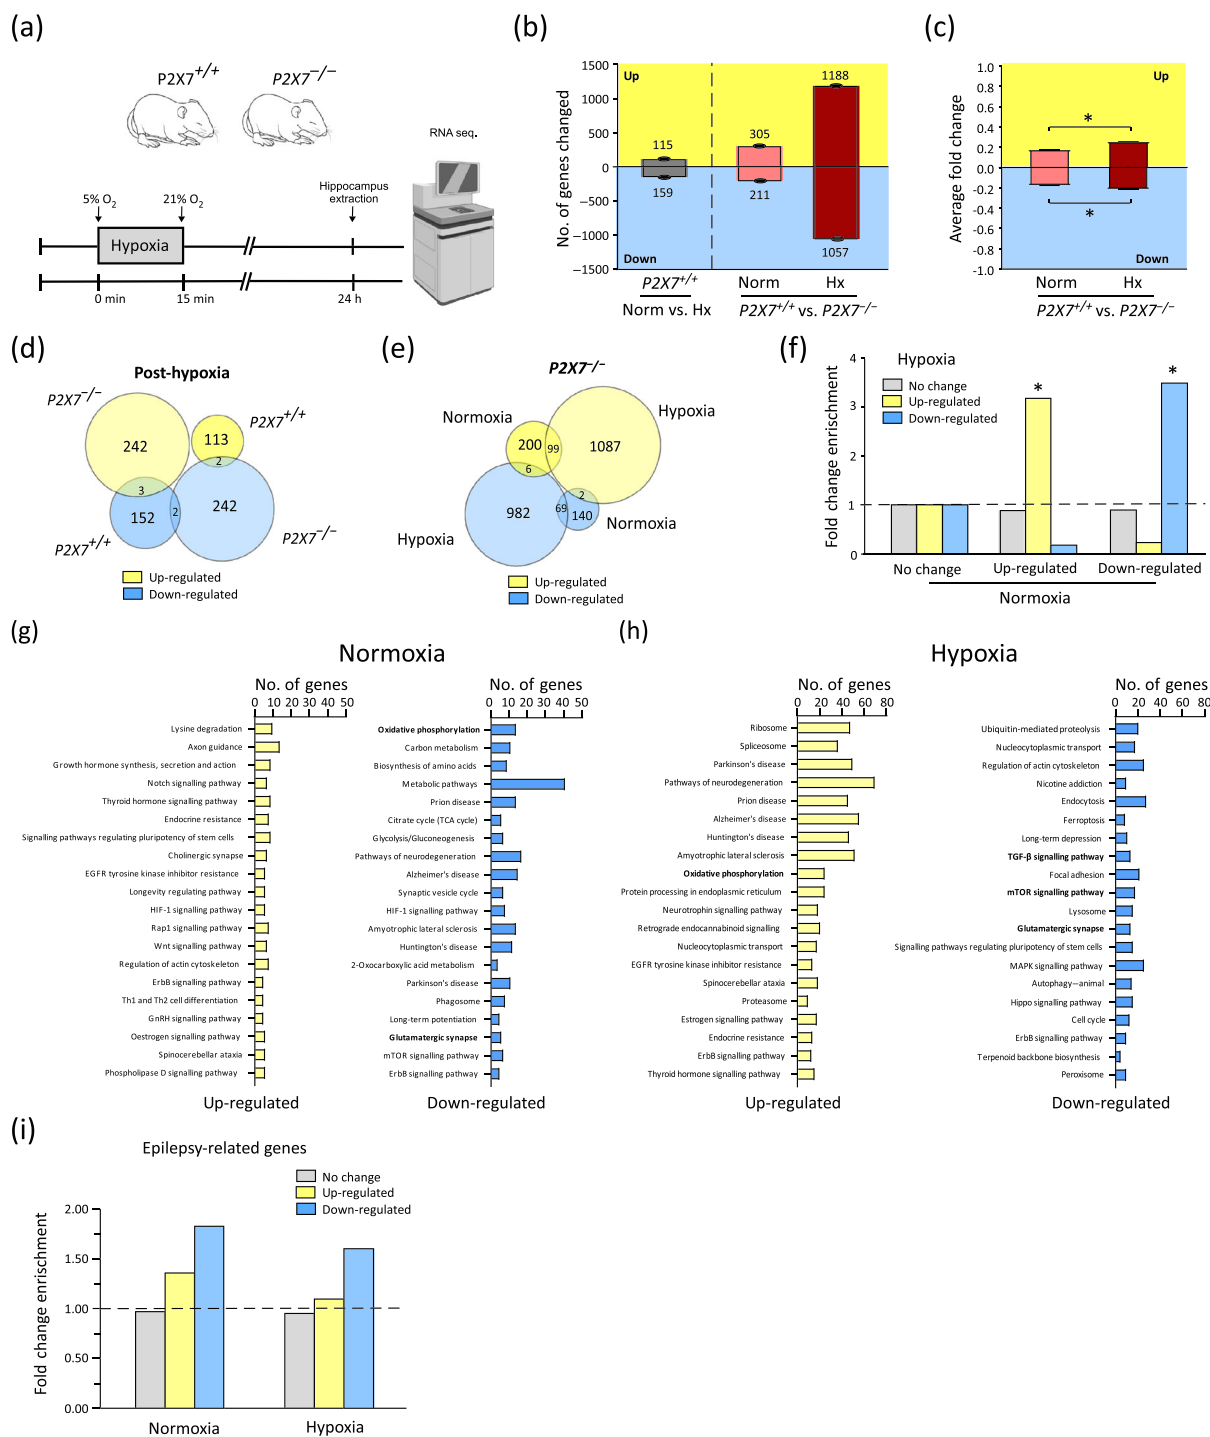 (a)
P2X7+/+
P2X7−/−
RNA seq.
5% O2
21% O2
Hippocampus
extraction
Hypoxia
0 min
15 min
24 h
(b)
No. of genes changed
1500
1000
500
0
−500
−1000
−1500
Up
Down
115
159
305
211
1188
1057
P2X7+/+
Norm
Hx
Norm vs. Hx
P2X7+/+ vs. P2X7−/−
(c)
Average fold change
1.0
0.8
0.6
0.4
0.2
0.0
-0.2
-0.4
-0.6
-0.8
-1.0
Up
*
*
Down
Norm
Hx
P2X7+/+ vs. P2X7−/−
(d)
Post-hypoxia
P2X7−/−
P2X7+/+
242
113
2
3
152
2
242
P2X7+/+
P2X7−/−
Up-regulated
Down-regulated
(e)
P2X7−/−
Normoxia
Hypoxia
200
99
1087
6
2
982
69
140
Normoxia
Hypoxia
Up-regulated
Down-regulated
(f)
Fold change enrischment
4
3
1
0
Hypoxia
No change
Up-regulated
Down-regulated
*
*
No change
Up-regulated
Down-regulated
Normoxia
(g)
Normoxia
No. of genes
0 10 20 30 40 50
Lysine degradation
Axon guidance
Growth hormone synthesis, secretion and action
Notch signalling pathway
Thyroid hormone signalling pathway
Endocrine resistance
Signalling pathways regulating pluripotency of stem cells
Cholinergic synapse
EGFR tyrosine kinase inhibitor resistance
Longevity regulating pathway
HIF-1 signalling pathway
Rap1 signalling pathway
Wnt signalling pathway
Regulation of actin cytoskeleton
ErbB signalling pathway
Th1 and Th2 cell differentiation
GnRH signalling pathway
Oestrogen signalling pathway
Spinocerebellar ataxia
Phospholipase D signalling pathway
Up-regulated
No. of genes
0 10 20 30 40 50
Oxidative phosphorylation
Carbon metabolism
Biosynthesis of amino acids
Metabolic pathways
Prion disease
Citrate cycle (TCA cycle)
Glycolysis/Gluconeogenesis
Pathways of neurodegeneration
Alzheimer's disease
Synaptic vesicle cycle
HIF-1 signalling pathway
Amyotrophic lateral sclerosis
Huntington's disease
2-Oxocarboxylic acid metabolism
Parkinson's disease
Phagosome
Long-term potentiation
Glutamatergic synapse
mTOR signalling pathway
ErbB signalling pathway
Down-regulated
(h)
Hypoxia
No. of genes
0 20 40 60 80
Ribosome
Spliceosome
Parkinson's disease
Pathways of neurodegeneration
Prion disease
Alzheimer's disease
Huntington's disease
Amyotrophic lateral sclerosis
Oxidative phosphorylation
Protein processing in endoplasmic reticulum
Neurotrophin signalling pathway
Retrograde endocannabinoid signalling
Nucleocytoplasmic transport
EGFR tyrosine kinase inhibitor resistance
Spinocerebellar ataxia
Proteasome
Estrogen signalling pathway
Endocrine resistance
ErbB signalling pathway
Thyroid hormone signalling pathway
Up-regulated
No. of genes
0 20 40 60 80
Ubiquitin-mediated proteolysis
Nucleocytoplasmic transport
Regulation of actin cytoskeleton
Nicotine addiction
Endocytosis
Ferroptosis
Long-term depression
TGF-β signalling pathway
Focal adhesion
mTOR signalling pathway
Lysosome
Glutamatergic synapse
Signalling pathways regulating pluripotency of stem cells
MAPK signalling pathway
Autophagy—animal
Hippo signalling pathway
Cell cycle
ErbB signalling pathway
Terpenoid backbone biosynthesis
Peroxisome
Down-regulated
(i)
Epilepsy-related genes
No change
Up-regulated
Down-regulated
Fold change enrischment
2.00
1.50
1.00
0.50
0.00
Normoxia
Hypoxia